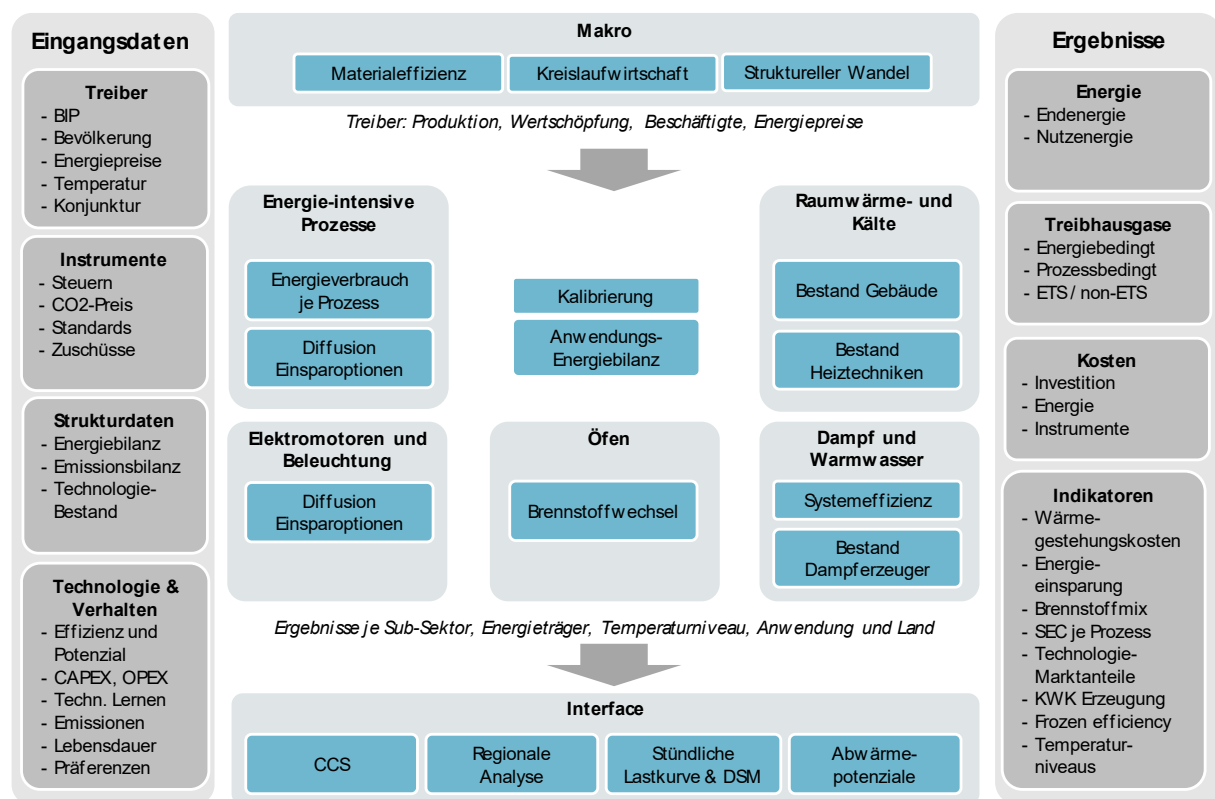 Eingangsdaten
Treiber
- BIP
- Bevölkerung
- Energiepreise
- Temperatur
- Konjunktur
Instrumente
- Steuern
- CO2-Preis
- Standards
- Zuschüsse
Strukturdaten
- Energiebilanz
- Emissionsbilanz
- Technologie-
Bestand
Technologie &
Verhalten
- Effizienz und
Potenzial
- CAPEX, OPEX
- Techn. Lernen
- Emissionen
- Lebensdauer
- Präferenzen
Makro
Materialeffizienz
Kreislaufwirtschaft
Struktureller Wandel
Treiber: Produktion, Wertschöpfung, Beschäftigte, Energiepreise
Energie-intensive
Prozesse
Energieverbrauch
je Prozess
Diffusion
Einsparoptionen
Kalibrierung
Anwendungs-
Energiebilanz
Raumwärme- und
Kälte
Bestand Gebäude
Bestand
Heiztechniken
Elektromotoren und
Beleuchtung
Diffusion
Einsparoptionen
Öfen
Brennstoffwechsel
Dampf und
Warmwasser
Systemeffizienz
Bestand
Dampferzeuger
Ergebnisse je Sub-Sektor, Energieträger, Temperaturniveau, Anwendung und Land
Interface
CCS
Regionale
Analyse
Stündliche
Lastkurve & DSM
Abwärme-
potenziale
Ergebnisse
Energie
- Endenergie
- Nutzenergie
Treibhausgase
- Energiebedingt
- Prozessbedingt
- ETS / non-ETS
Kosten
- Investition
- Energie
- Instrumente
Indikatoren
- Wärme-
gestehungskosten
- Energie-
einsparung
- Brennstoffmix
- SEC je Prozess
- Technologie-
Marktanteile
- KWK Erzeugung
- Frozen efficiency
- Temperatur-
niveaus